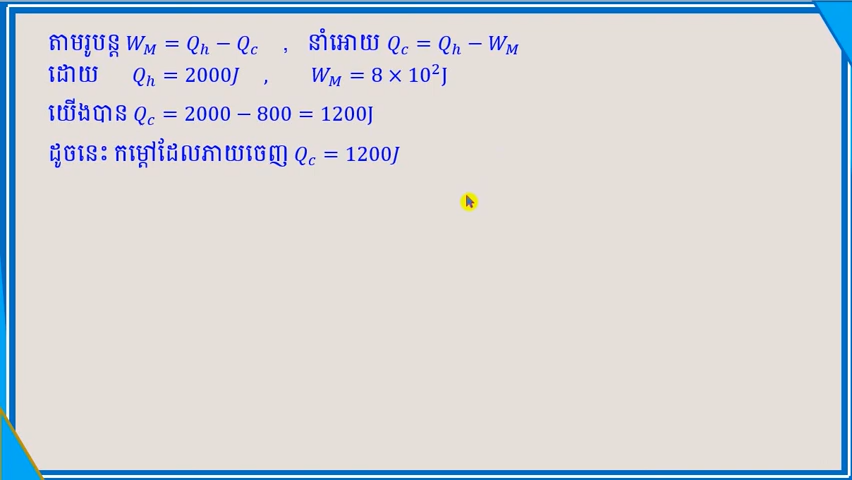 តាមរូបន្ត W_M = Q_h − Q_c , នាំអោយ Q_c = Q_h − W_M
ដោយ Q_h = 2000J , W_M = 8 × 10²J
យើងបាន Q_c = 2000 − 800 = 1200J
ដូចនេះ កម្តៅដែលភាយចេញ Q_c = 1200J